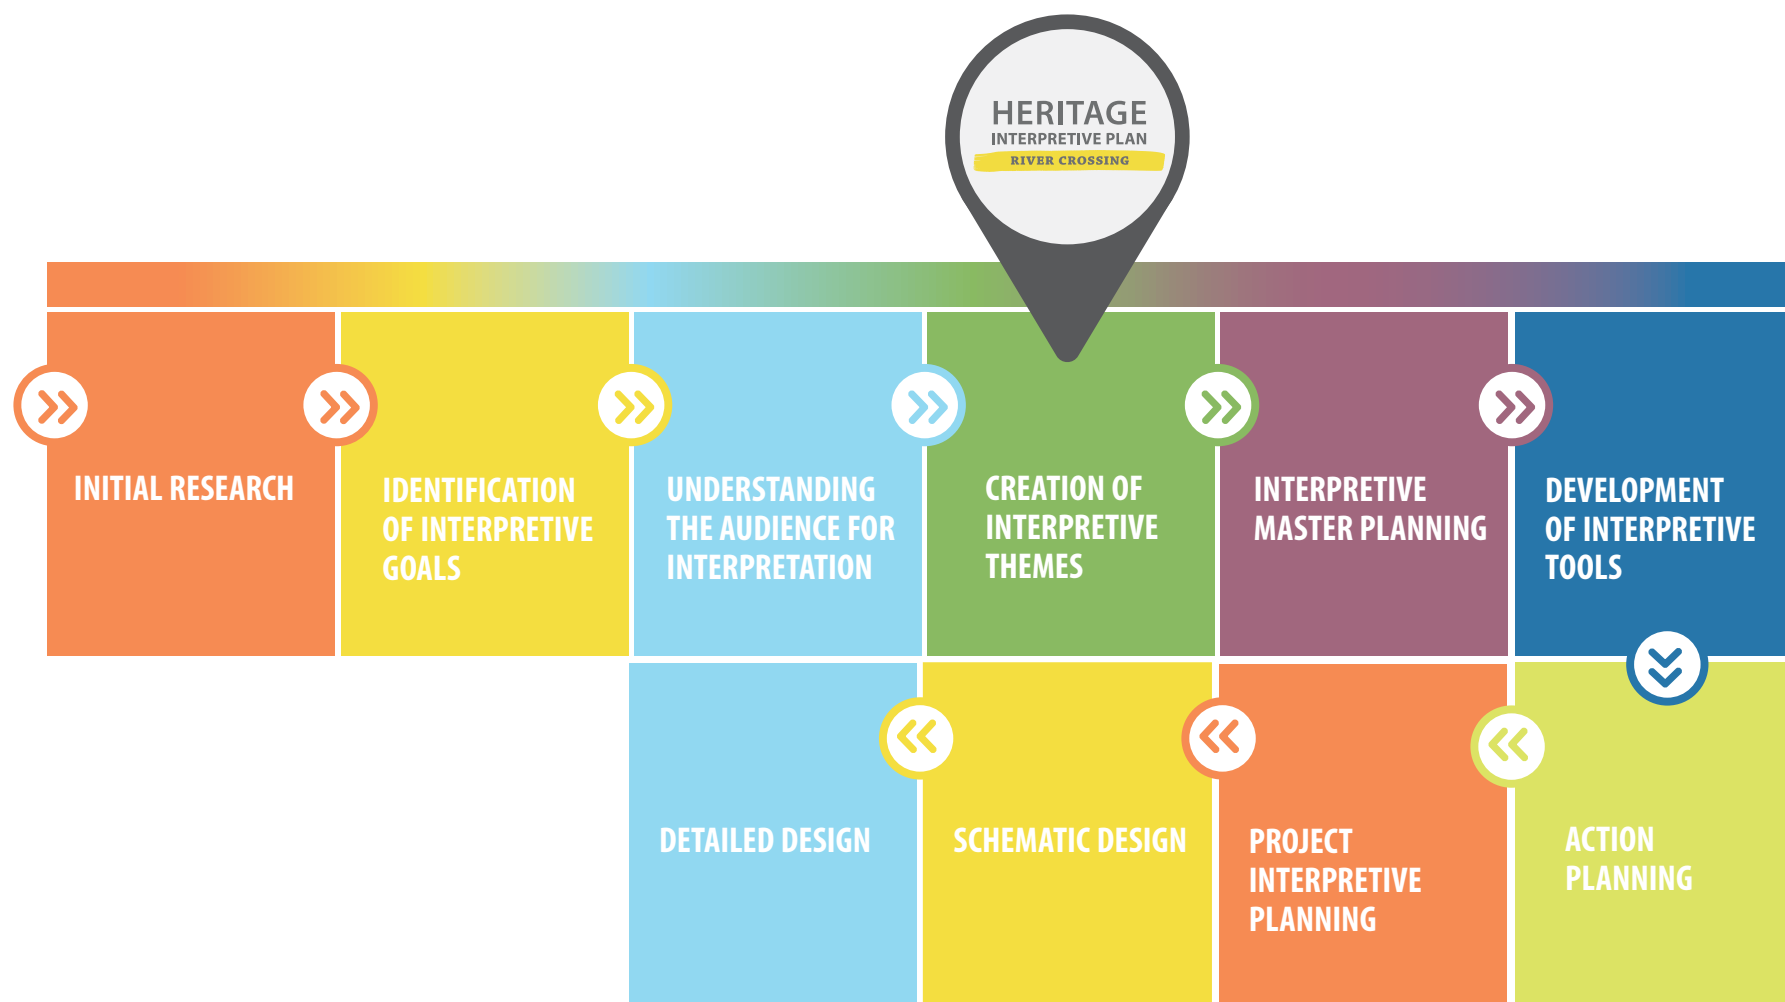 HERITAGE
INTERPRETIVE PLAN
RIVER CROSSING
INITIAL RESEARCH
IDENTIFICATION
OF INTERPRETIVE
GOALS
UNDERSTANDING
THE AUDIENCE FOR
INTERPRETATION
CREATION OF
INTERPRETIVE
THEMES
INTERPRETIVE
MASTER PLANNING
DEVELOPMENT
OF INTERPRETIVE
TOOLS
ACTION
PLANNING
PROJECT
INTERPRETIVE
PLANNING
SCHEMATIC DESIGN
DETAILED DESIGN